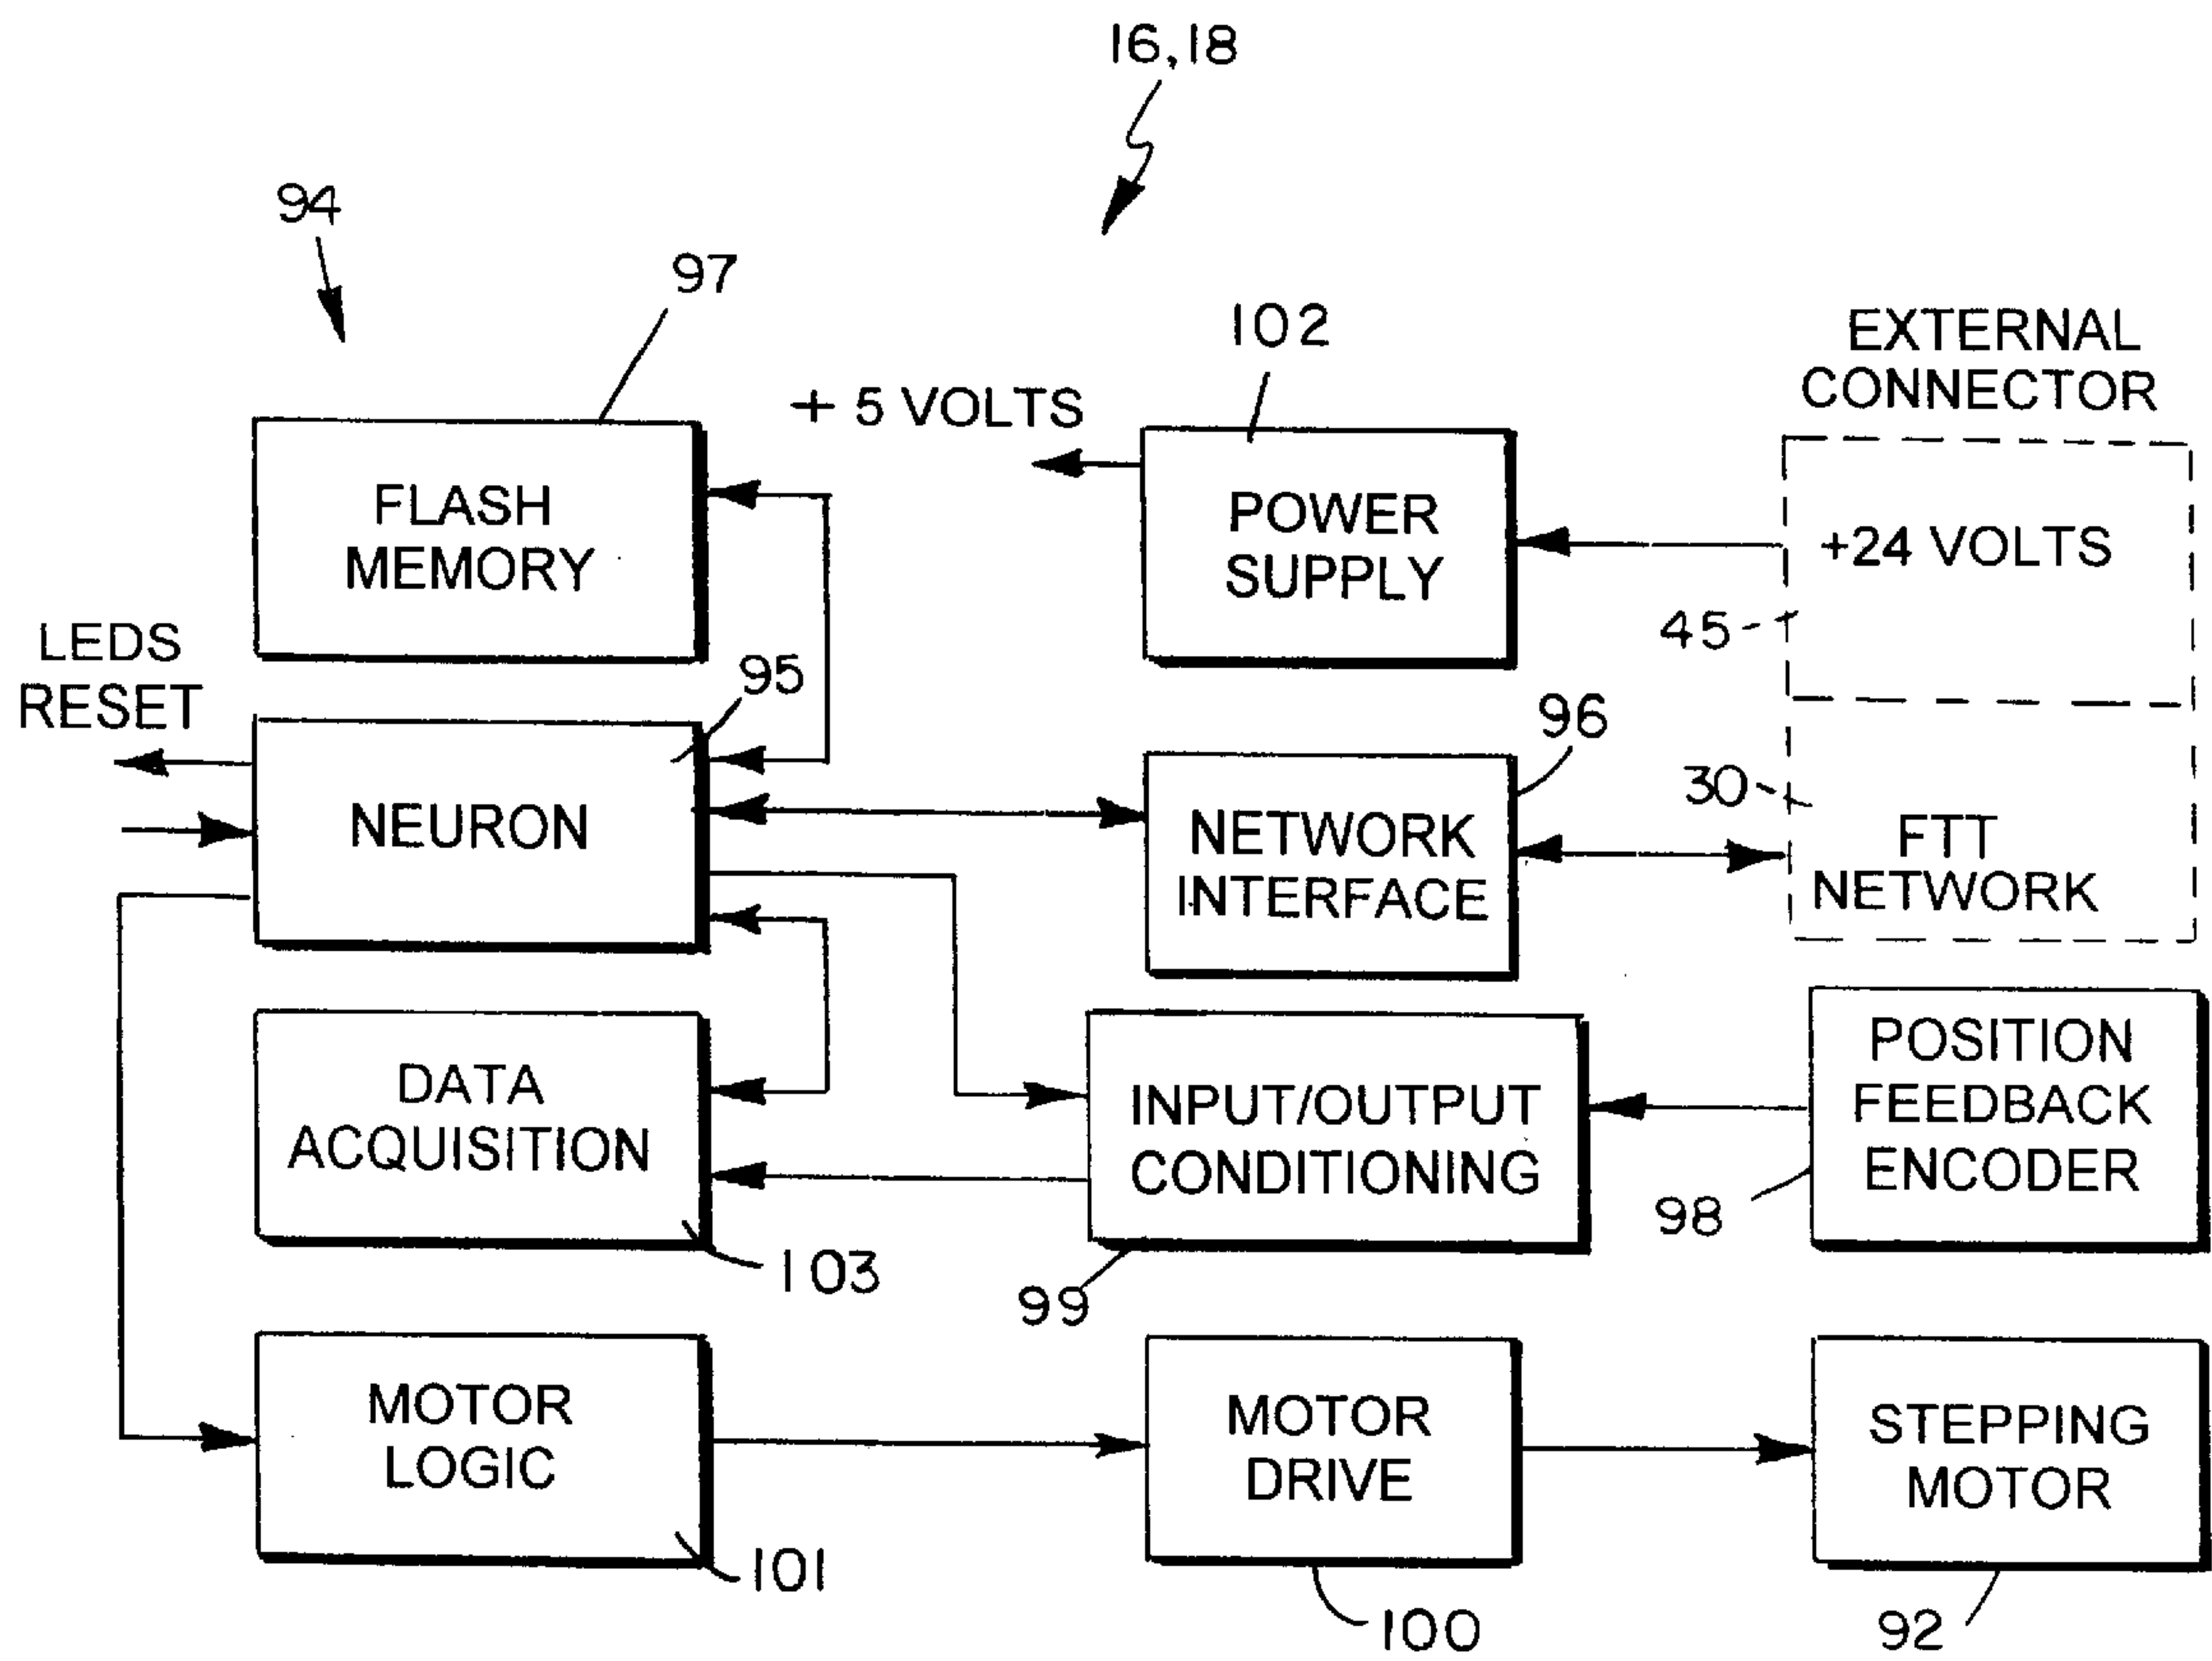 16,18
94
97
102
EXTERNAL
CONNECTOR
+ 5 VOLTS
FLASH
MEMORY
POWER
SUPPLY
+24 VOLTS
45
LEDS
RESET
95
96
30
NEURON
NETWORK
INTERFACE
FTT
NETWORK
DATA
ACQUISITION
INPUT/OUTPUT
CONDITIONING
POSITION
FEEDBACK
ENCODER
98
103
99
MOTOR
LOGIC
MOTOR
DRIVE
STEPPING
MOTOR
101
100
92